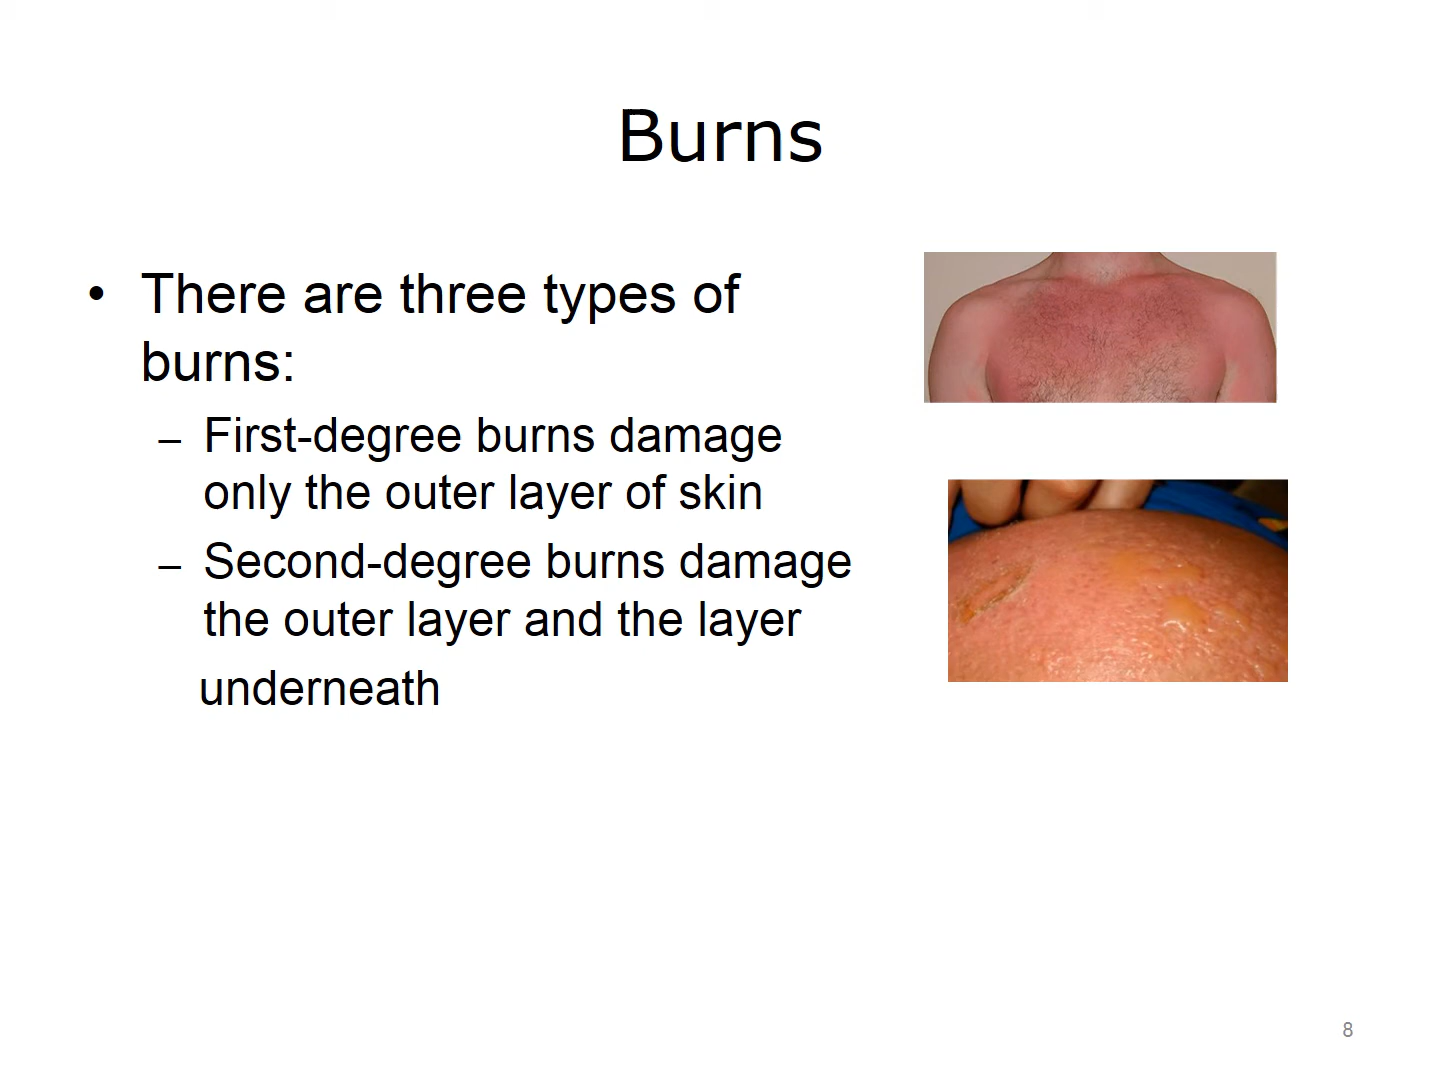 Burns
• There are three types of
burns:
– First-degree burns damage
only the outer layer of skin
– Second-degree burns damage
the outer layer and the layer
underneath
8